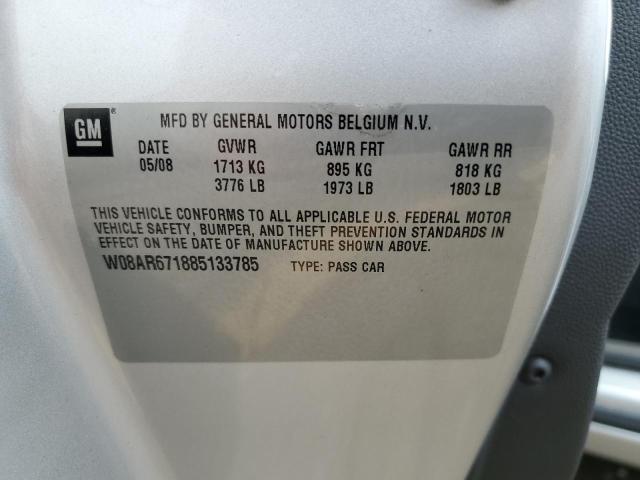 GM ®
MFD BY GENERAL MOTORS BELGIUM N.V.
DATE GVWR GAWR FRT GAWR RR
05/08 1713 KG 895 KG 818 KG
3776 LB 1973 LB 1803 LB
THIS VEHICLE CONFORMS TO ALL APPLICABLE U.S. FEDERAL MOTOR
VEHICLE SAFETY, BUMPER, AND THEFT PREVENTION STANDARDS IN
EFFECT ON THE DATE OF MANUFACTURE SHOWN ABOVE.
W08AR671885133785 TYPE: PASS CAR